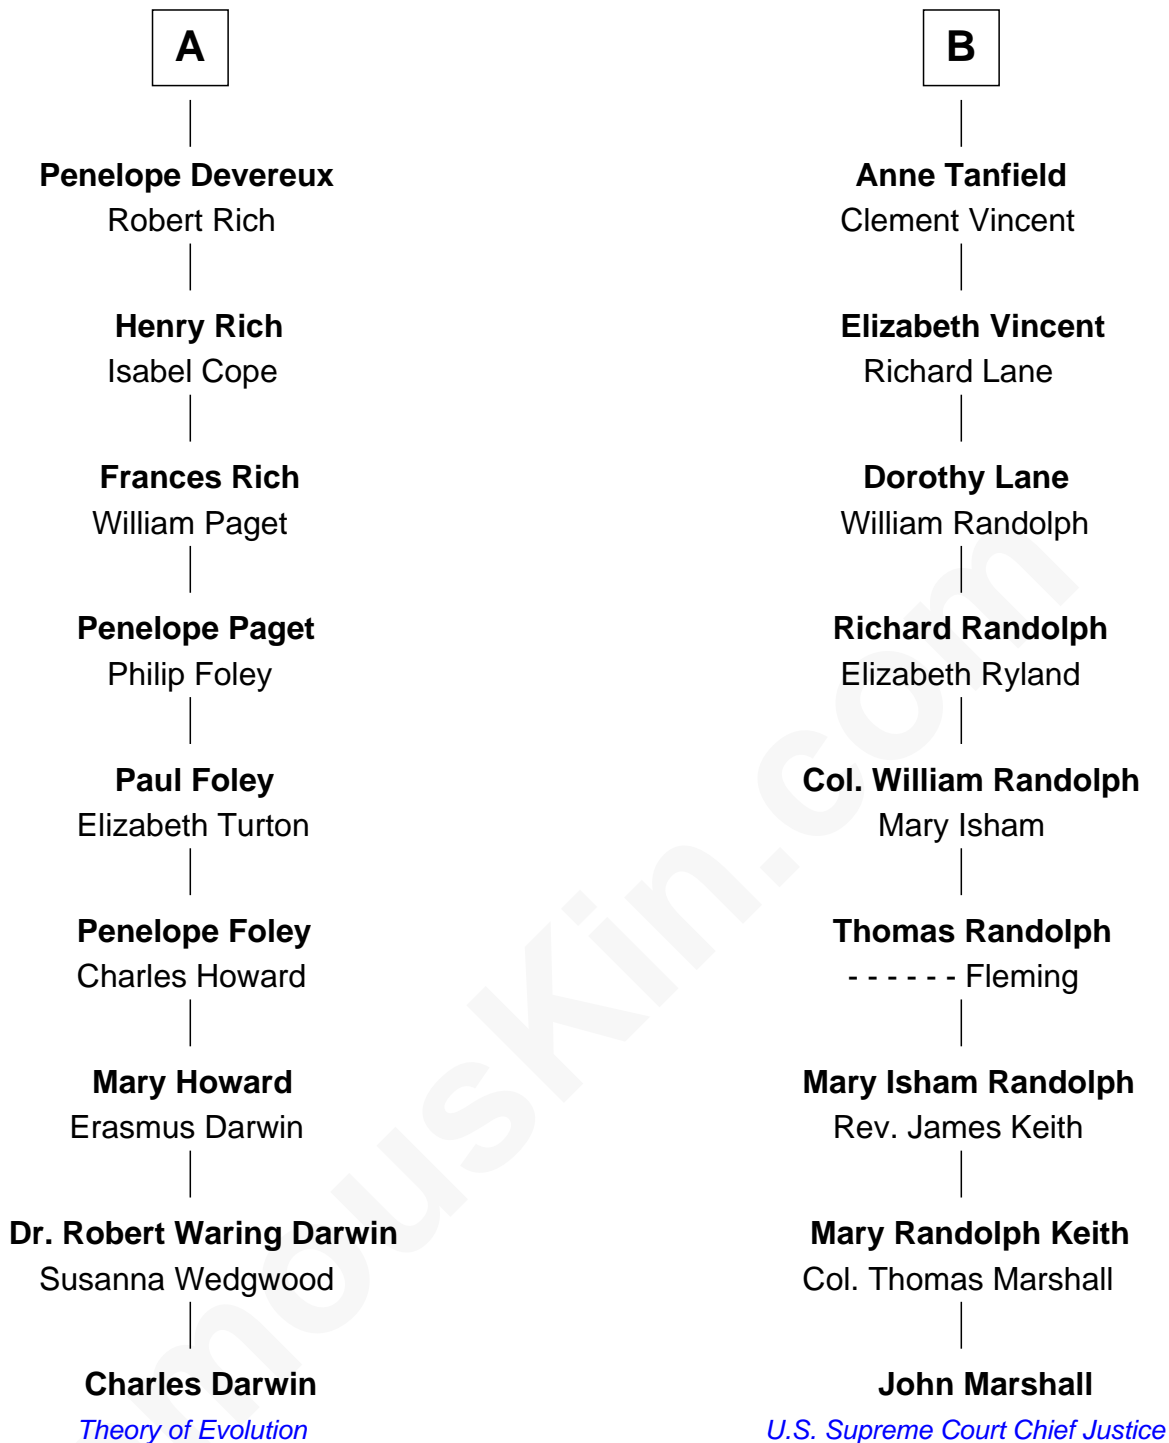 A
Penelope Devereux
Robert Rich
Henry Rich
Isabel Cope
Frances Rich
William Paget
Penelope Paget
Philip Foley
Paul Foley
Elizabeth Turton
Penelope Foley
Charles Howard
Mary Howard
Erasmus Darwin
Dr. Robert Waring Darwin
Susanna Wedgwood
Charles Darwin
Theory of Evolution
B
Anne Tanfield
Clement Vincent
Elizabeth Vincent
Richard Lane
Dorothy Lane
William Randolph
Richard Randolph
Elizabeth Ryland
Col. William Randolph
Mary Isham
Thomas Randolph
- - - - - - Fleming
Mary Isham Randolph
Rev. James Keith
Mary Randolph Keith
Col. Thomas Marshall
John Marshall
U.S. Supreme Court Chief Justice
mousKin.com